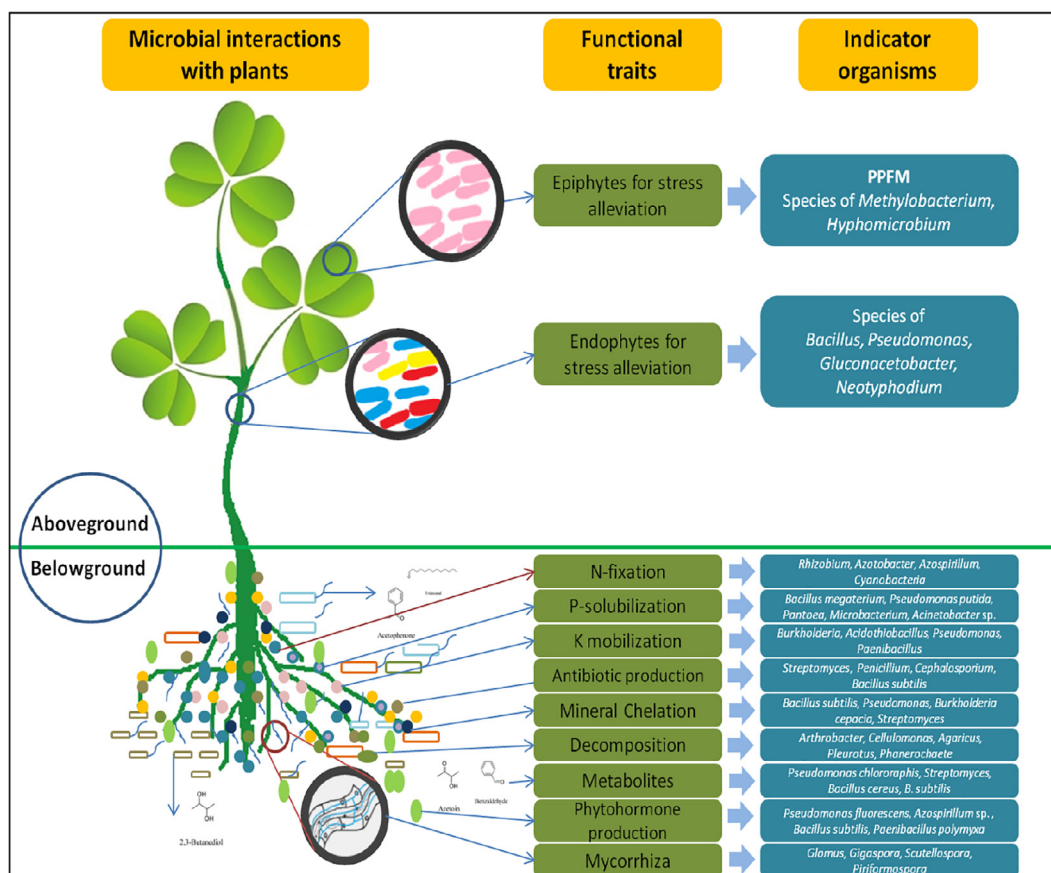 Microbial interactions
with plants
Functional
traits
Indicator
organisms
Epiphytes for stress
alleviation
PPFM
Species of Methylobacterium,
Hyphomicrobium
Endophytes for
stress alleviation
Species of
Bacillus, Pseudomonas,
Gluconacetobacter,
Neotyphodium
Aboveground
Belowground
N-fixation
Rhizobium, Azotobacter, Azospirillum,
Cyanobacteria
P-solubilization
Bacillus megaterium, Pseudomonas putida,
Pantoea, Microbacterium, Acinetobacter sp.
K mobilization
Burkholderia, Acidothiobacillus, Pseudomonas,
Paenibacillus
Antibiotic production
Streptomyces, Penicillium, Cephalosporium,
Bacillus subtilis
Mineral Chelation
Bacillus subtilis, Pseudomonas, Burkholderia
cepacia, Streptomyces
Decomposition
Arthrobacter, Cellulomonas, Agaricus,
Pleurotus, Phanerochaete
Metabolites
Pseudomonas chlororaphis, Streptomyces,
Bacillus cereus, B. subtilis
Phytohormone
production
Pseudomonas fluorescens, Azospirillum sp.,
Bacillus subtilis, Paenibacillus polymyxa
Mycorrhiza
Glomus, Gigaspora, Scutellospora,
Piriformospora
Acetophenone
O
O
OH
Acetoin
O
Benzaldehyde
OH
OH
2,3-Butanediol